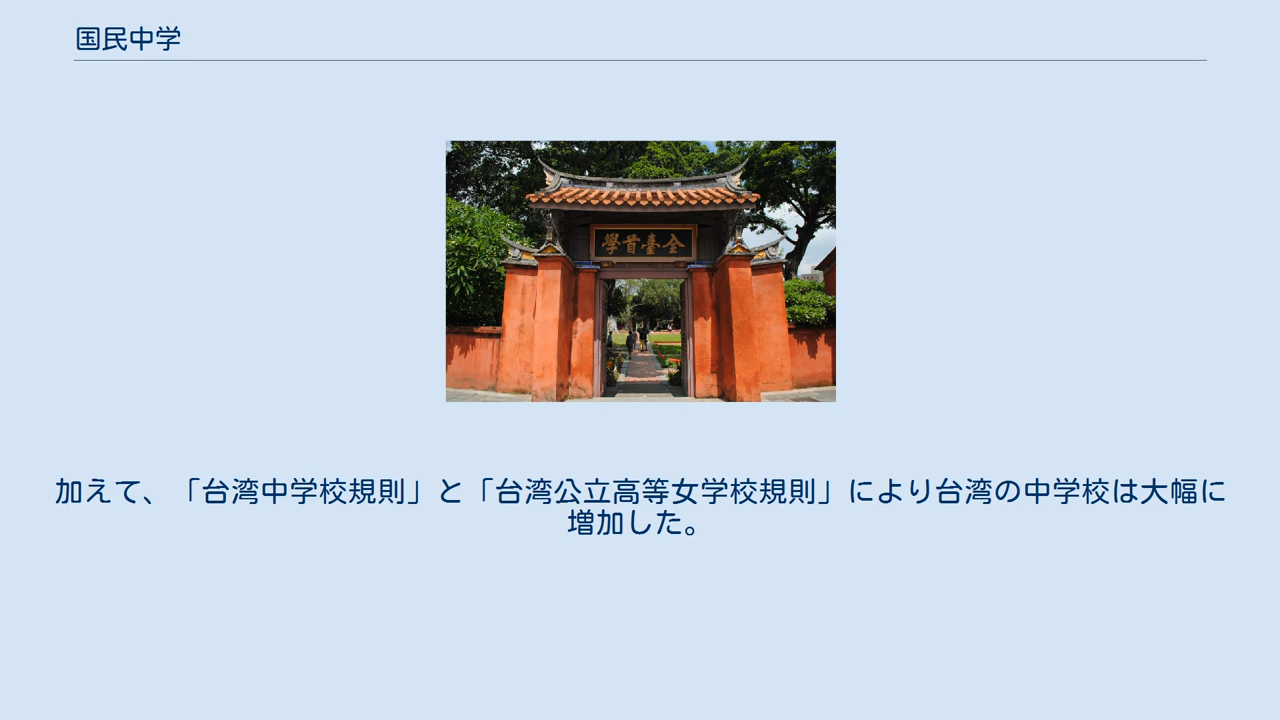 国民中学
學首臺全
加えて、「台湾中学校規則」と「台湾公立高等女学校規則」により台湾の中学校は大幅に
増加した。